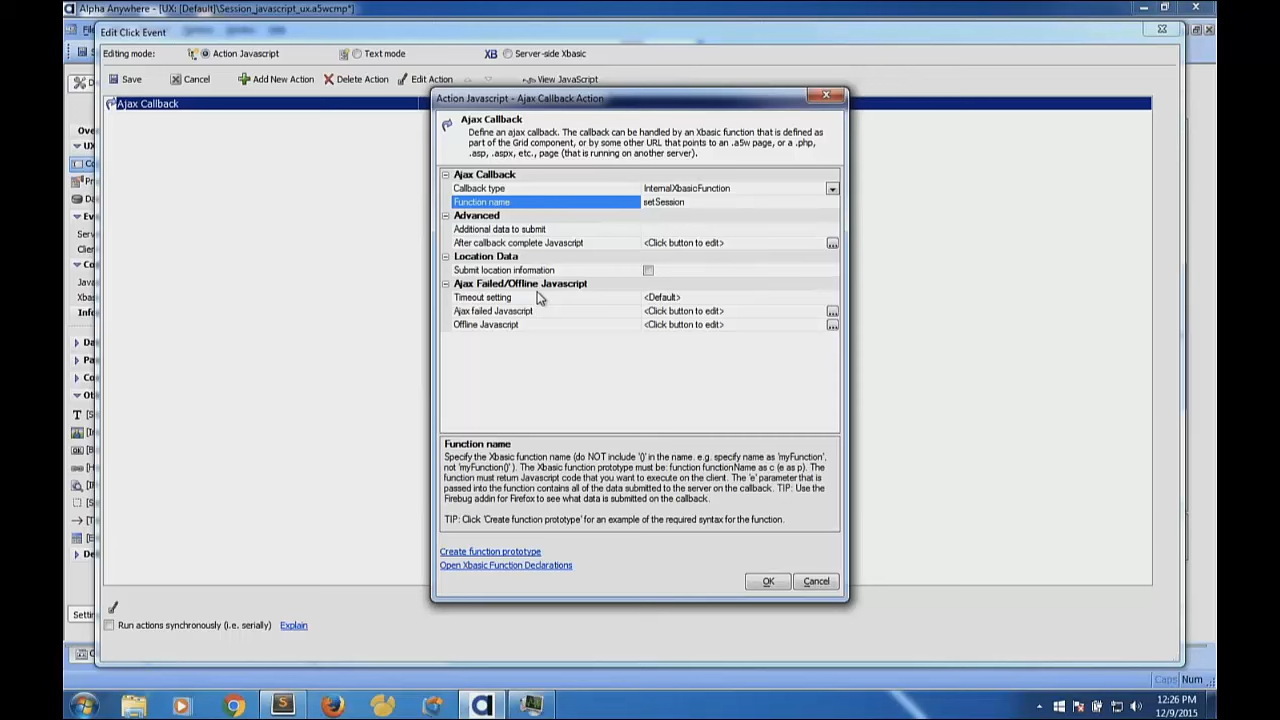 Alpha Anywhere - [UX: [Default]\Session_javascript_ux.a5wcmp*]
Edit Click Event
Editing mode:
Action Javascript
Text mode
XB
Server-side Xbasic
Save
Cancel
Add New Action
Delete Action
Edit Action
View JavaScript
Ajax Callback
Action Javascript - Ajax Callback Action
Ajax Callback
Define an ajax callback. The callback can be handled by an Xbasic function that is defined as
part of the Grid component, or by some other URL that points to an .a5w page, or a .php,
.asp, .aspx, etc., page (that is running on another server).
Ajax Callback
Callback type InternalXbasicFunction
Function name setSession
Advanced
Additional data to submit
After callback complete Javascript <Click button to edit>
Location Data
Submit location information
Ajax Failed/Offline Javascript
Timeout setting <Default>
Ajax failed Javascript <Click button to edit>
Offline Javascript <Click button to edit>
Function name
Specify the Xbasic function name (do NOT include '()' in the name. e.g. specify name as 'myFunction',
not 'myFunction()' ). The Xbasic function prototype must be: function functionName as c (e as p). The
function must return Javascript code that you want to execute on the client. The 'e' parameter that is
passed into the function contains all of the data submitted to the server on the callback. TIP: Use the
Firebug addin for Firefox to see what data is submitted on the callback.
TIP: Click 'Create function prototype' for an example of the required syntax for the function.
Create function prototype
Open Xbasic Function Declarations
OK
Cancel
Run actions synchronously (i.e. serially) Explain
Caps Num
12:26 PM
12/9/2015